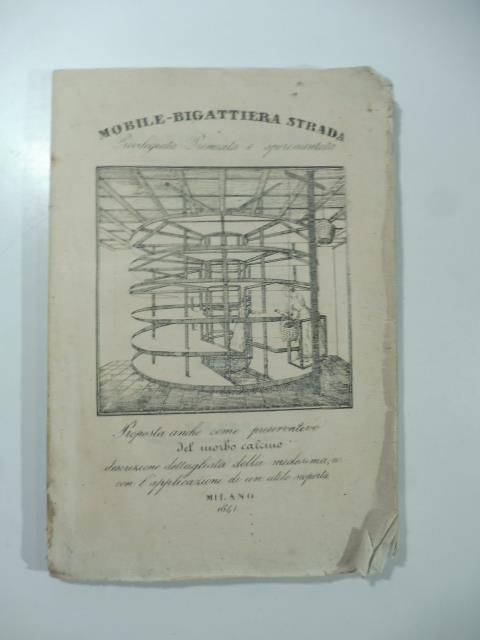 MOBILE-BIGATTIERA STRADA
Privilegiata Premiata e sperimentata
Proposta anche come preservativo
del morbo calcino
descrizione dettagliata della medesima,
con l'applicazione di un utile scoperta
MILANO
1841